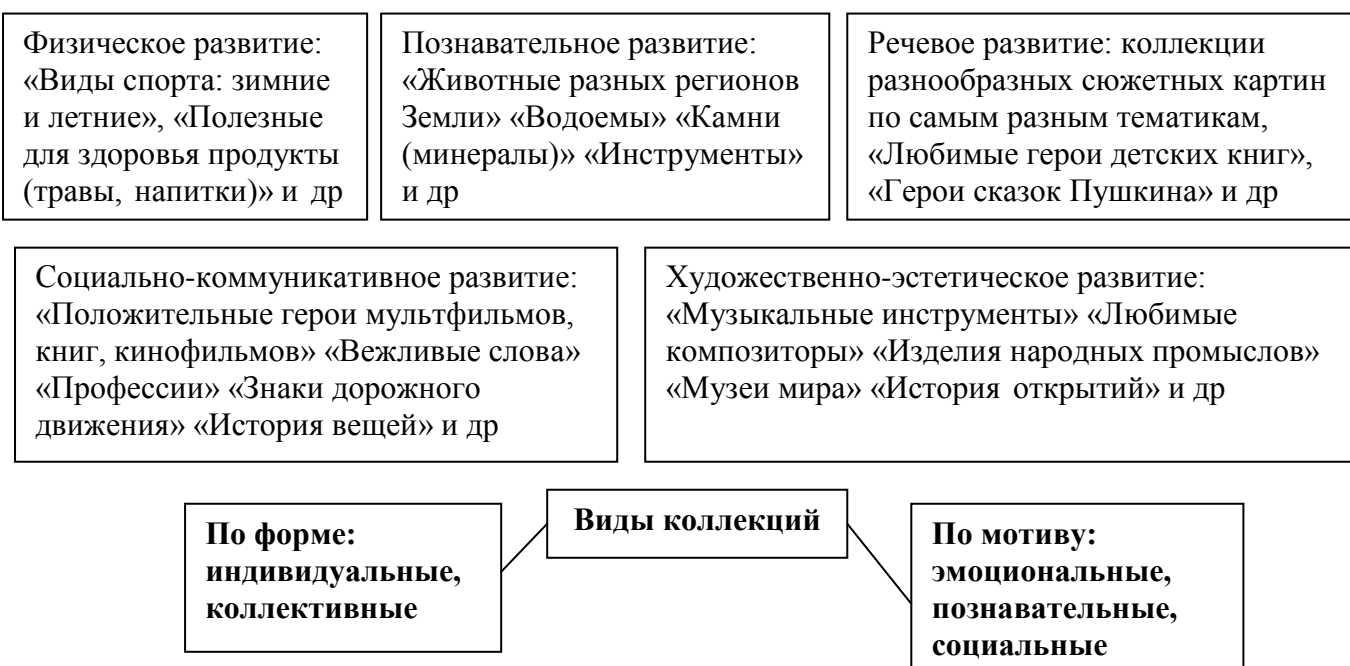 Физическое развитие:
«Виды спорта: зимние
и летние», «Полезные
для здоровья продукты
(травы, напитки)» и др
Познавательное развитие:
«Животные разных регионов
Земли» «Водоемы» «Камни
(минералы)» «Инструменты»
и др
Речевое развитие: коллекции
разнообразных сюжетных картин
по самым разным тематикам,
«Любимые герои детских книг»,
«Герои сказок Пушкина» и др
Социально-коммуникативное развитие:
«Положительные герои мультфильмов,
книг, кинофильмов» «Вежливые слова»
«Профессии» «Знаки дорожного
движения» «История вещей» и др
Художественно-эстетическое развитие:
«Музыкальные инструменты» «Любимые
композиторы» «Изделия народных промыслов»
«Музеи мира» «История открытий» и др
Виды коллекций
По форме:
индивидуальные,
коллективные
По мотиву:
эмоциональные,
познавательные,
социальные